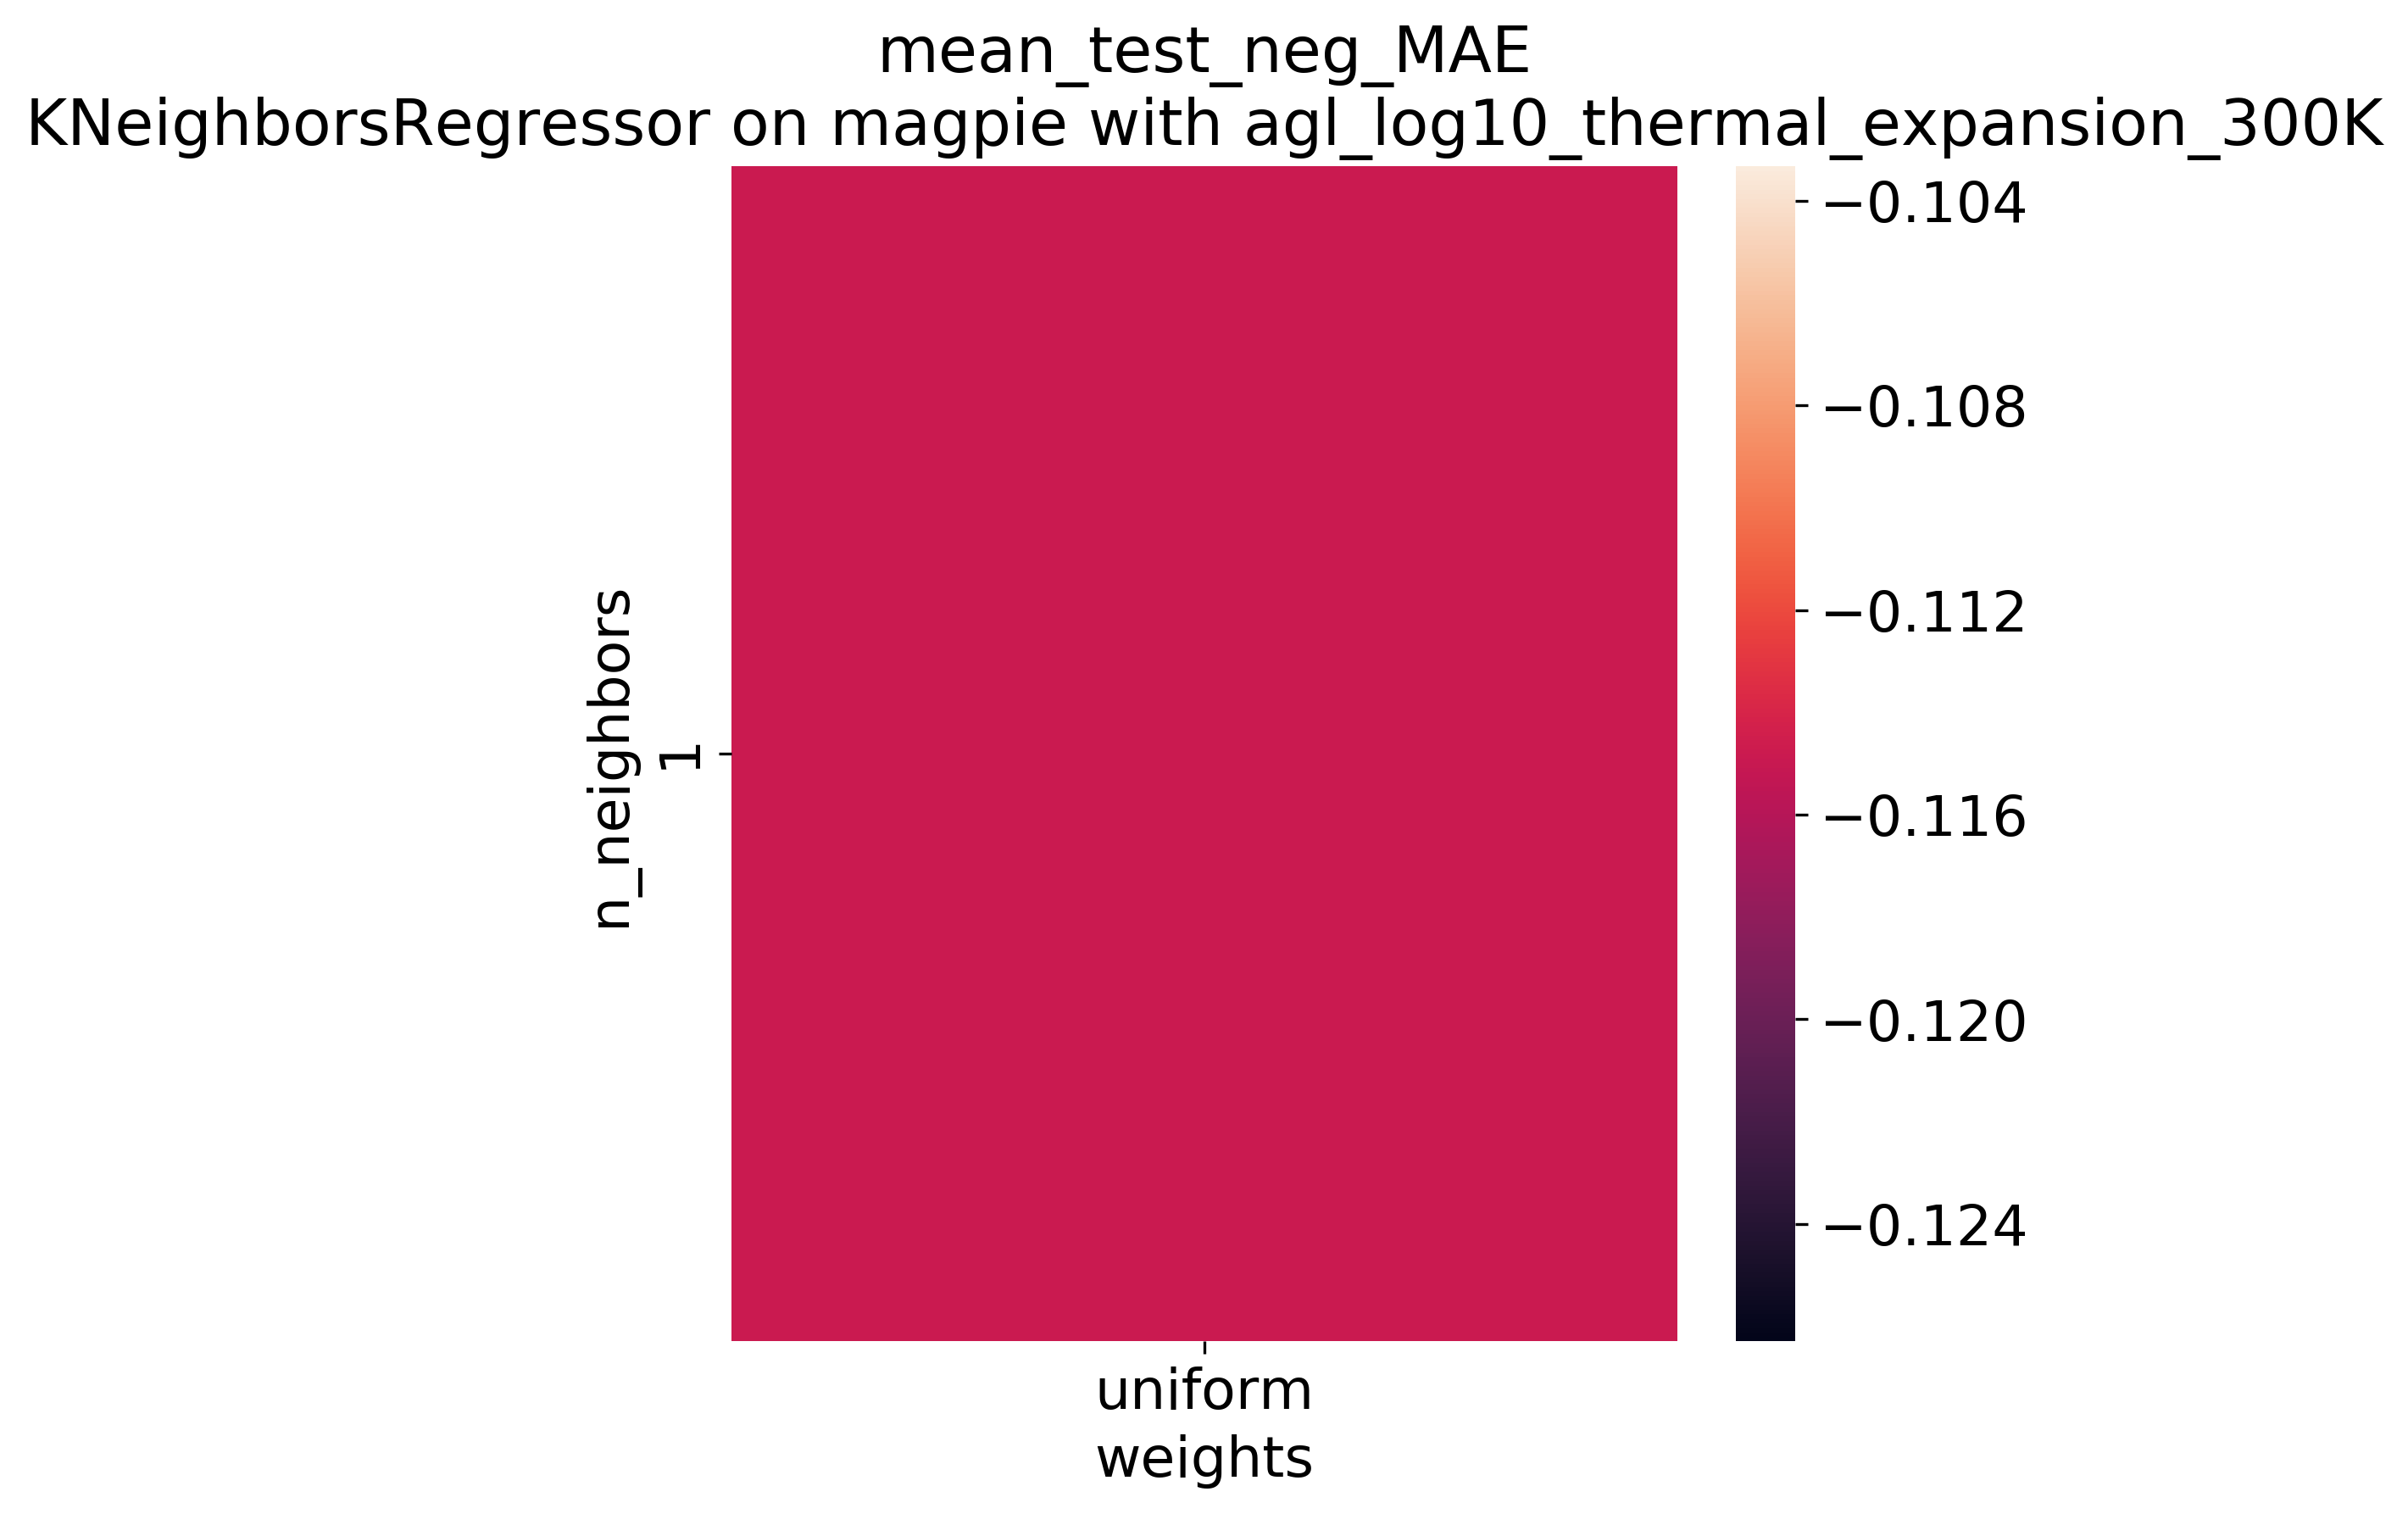 mean_test_neg_MAE
KNeighborsRegressor on magpie with agl_log10_thermal_expansion_300K
n_neighbors
1
uniform
weights
−0.104
−0.108
−0.112
−0.116
−0.120
−0.124